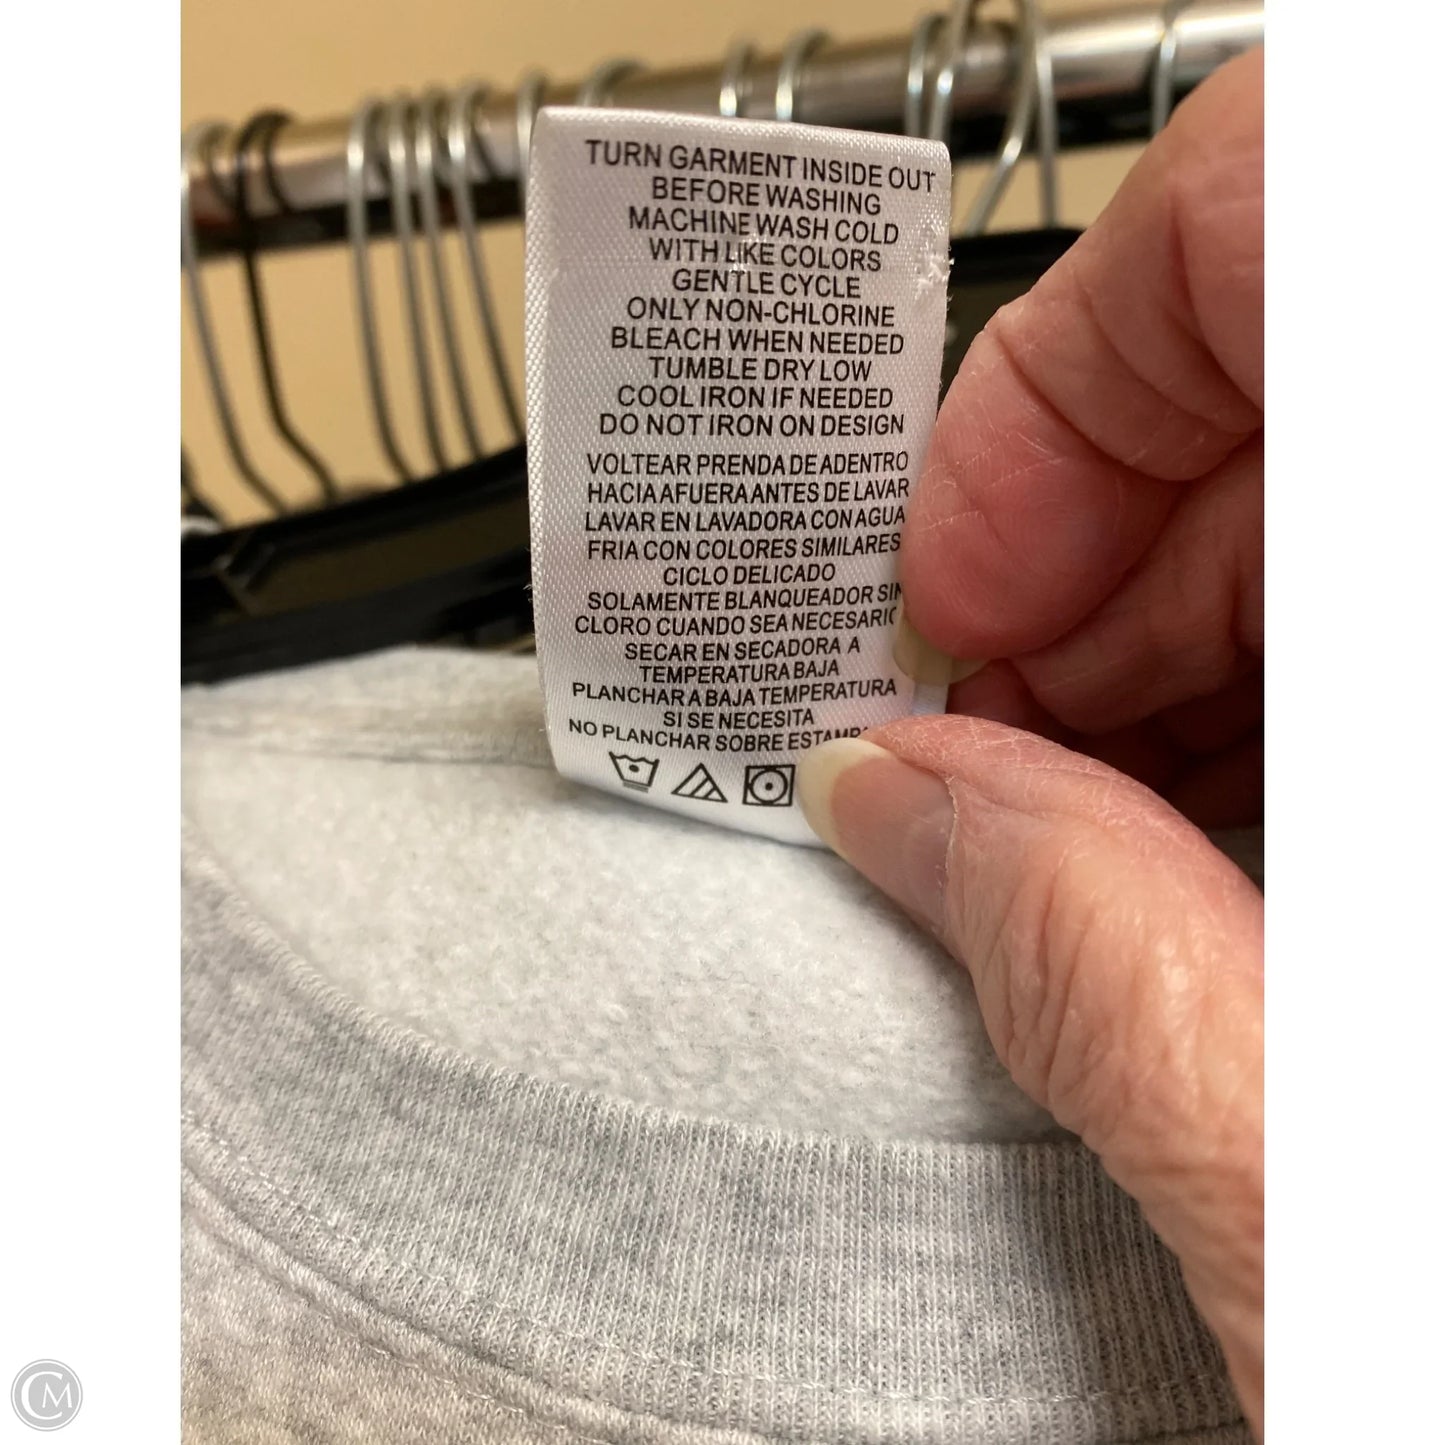 TURN GARMENT INSIDE OUT
BEFORE WASHING
MACHINE WASH COLD
WITH LIKE COLORS
GENTLE CYCLE
ONLY NON-CHLORINE
BLEACH WHEN NEEDED
TUMBLE DRY LOW
COOL IRON IF NEEDED
DO NOT IRON ON DESIGN
VOLTEAR PRENDA DE ADENTRO
HACIA AFUERA ANTES DE LAVAR
LAVAR EN LAVADORA CON AGUA
FRIA CON COLORES SIMILARES
CICLO DELICADO
SOLAMENTE BLANQUEADOR SIN
CLORO CUANDO SEA NECESARIO
SECAR EN SECADORA A
TEMPERATURA BAJA
PLANCHAR A BAJA TEMPERATURA
SI SE NECESITA
NO PLANCHAR SOBRE
CM